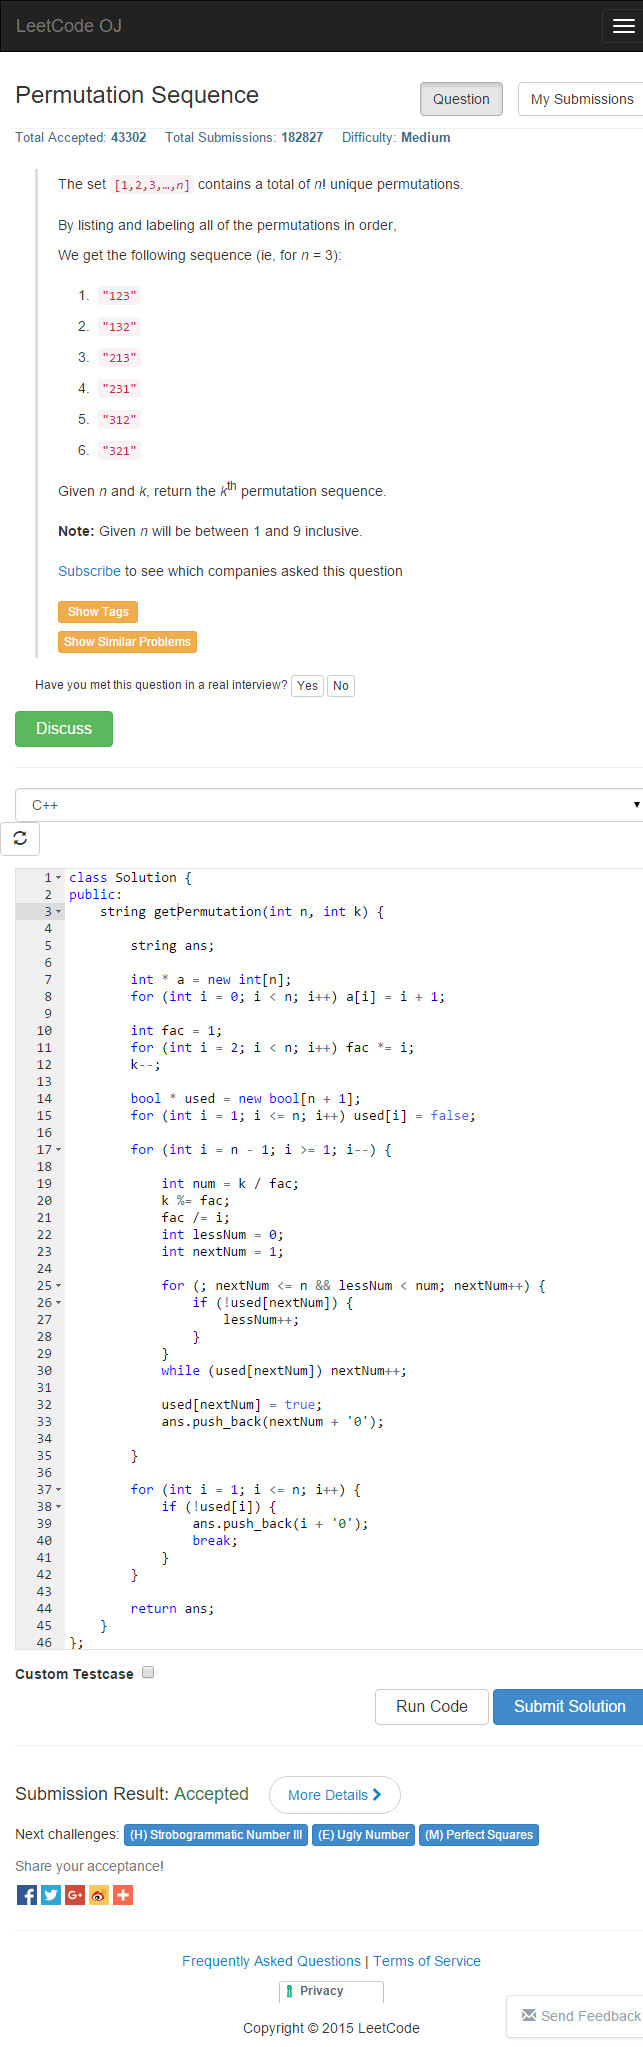 LeetCode OJ
Permutation Sequence
Question
My Submissions
Total Accepted: 43302 Total Submissions: 182827 Difficulty: Medium
The set [1,2,3,…,n] contains a total of n! unique permutations.
By listing and labeling all of the permutations in order,
We get the following sequence (ie, for n = 3):
1. "123"
2. "132"
3. "213"
4. "231"
5. "312"
6. "321"
Given n and k, return the kth permutation sequence.
Note: Given n will be between 1 and 9 inclusive.
Subscribe to see which companies asked this question
Show Tags
Show Similar Problems
Have you met this question in a real interview? Yes No
Discuss
C++
1 class Solution {
2 public:
3     string getPermutation(int n, int k) {
4
5         string ans;
6
7         int * a = new int[n];
8         for (int i = 0; i < n; i++) a[i] = i + 1;
9
10         int fac = 1;
11         for (int i = 2; i < n; i++) fac *= i;
12         k--;
13
14         bool * used = new bool[n + 1];
15         for (int i = 1; i <= n; i++) used[i] = false;
16
17         for (int i = n - 1; i >= 1; i--) {
18
19             int num = k / fac;
20             k %= fac;
21             fac /= i;
22             int lessNum = 0;
23             int nextNum = 1;
24
25             for (; nextNum <= n && lessNum < num; nextNum++) {
26                 if (!used[nextNum]) {
27                     lessNum++;
28                 }
29             }
30             while (used[nextNum]) nextNum++;
31
32             used[nextNum] = true;
33             ans.push_back(nextNum + '0');
34
35         }
36
37         for (int i = 1; i <= n; i++) {
38             if (!used[i]) {
39                 ans.push_back(i + '0');
40                 break;
41             }
42         }
43
44         return ans;
45     }
46 };
Custom Testcase
Run Code
Submit Solution
Submission Result: Accepted
More Details
Next challenges: (H) Strobogrammatic Number III (E) Ugly Number (M) Perfect Squares
Share your acceptance!
Frequently Asked Questions | Terms of Service
Privacy
Send Feedback
Copyright © 2015 LeetCode